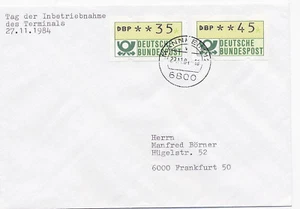 Tag der Inbetriebnahme
des Terminals
27.11.1984
DBP **35
DEUTSCHE
BUNDESPOST
DBP **45
DEUTSCHE
BUNDESPOST
6800
Herrn
Manfred Börner
Hügelstr. 52
6000 Frankfurt 50